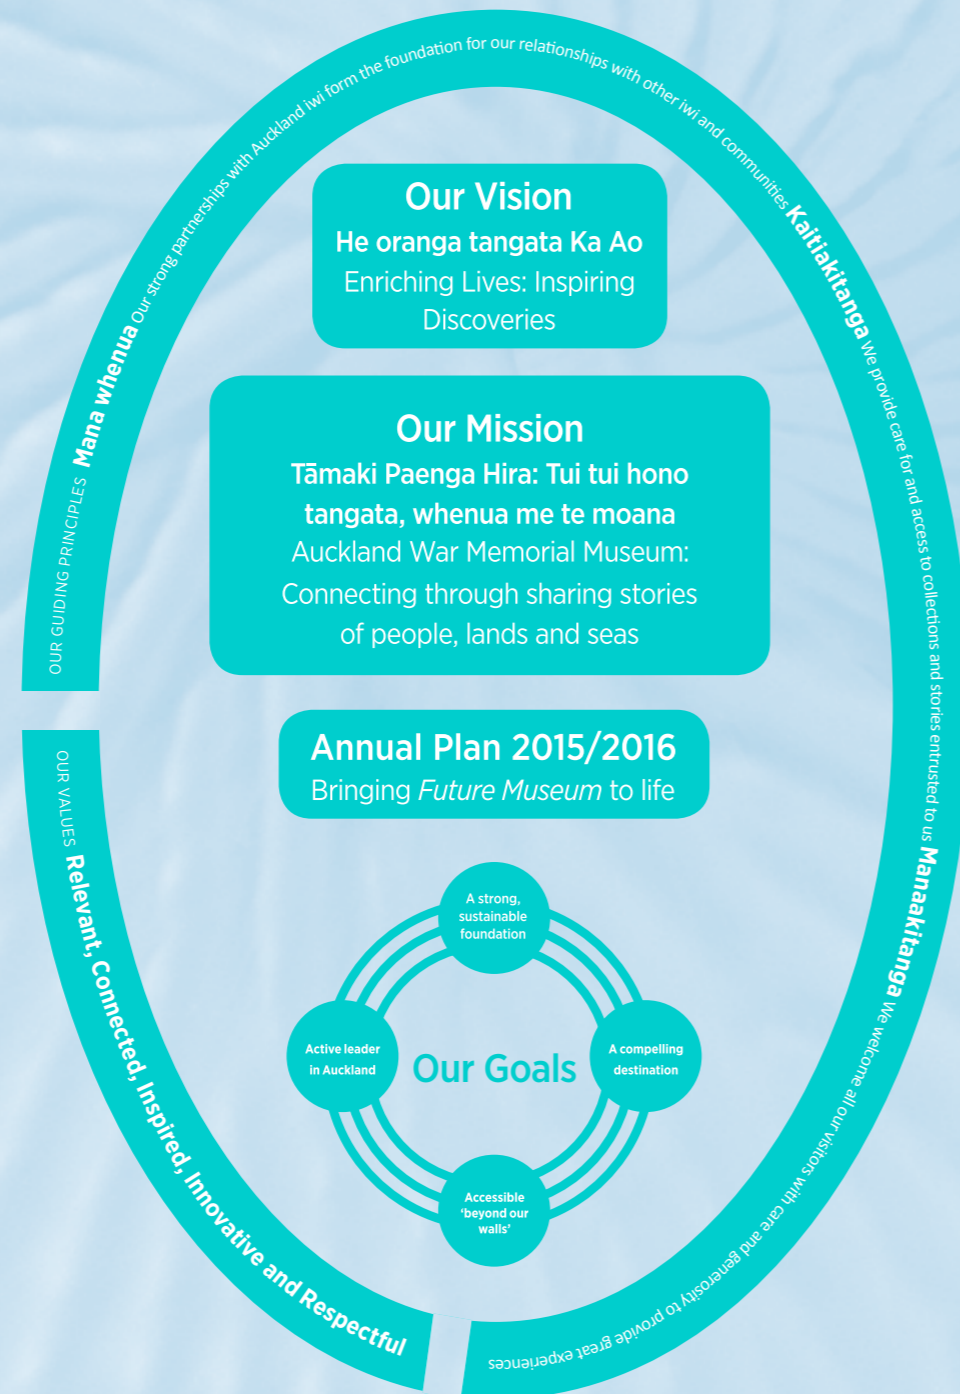 OUR GUIDING PRINCIPLES Mana whenua Our strong partnerships with Auckland iwi form the foundation for our relationships with other iwi and communities Kaitiakitanga We provide care for and access to collections and stories entrusted to us Manaakitanga We welcome all our visitors with care and generosity to provide great experiences
OUR VALUES Relevant, Connected, Inspired, Innovative and Respectful
Our Vision
He oranga tangata Ka Ao
Enriching Lives: Inspiring
Discoveries
Our Mission
Tāmaki Paenga Hira: Tui tui hono
tangata, whenua me te moana
Auckland War Memorial Museum:
Connecting through sharing stories
of people, lands and seas
Annual Plan 2015/2016
Bringing Future Museum to life
A strong,
sustainable
foundation
Active leader
in Auckland
Our Goals
A compelling
destination
Accessible
‘beyond our
walls’